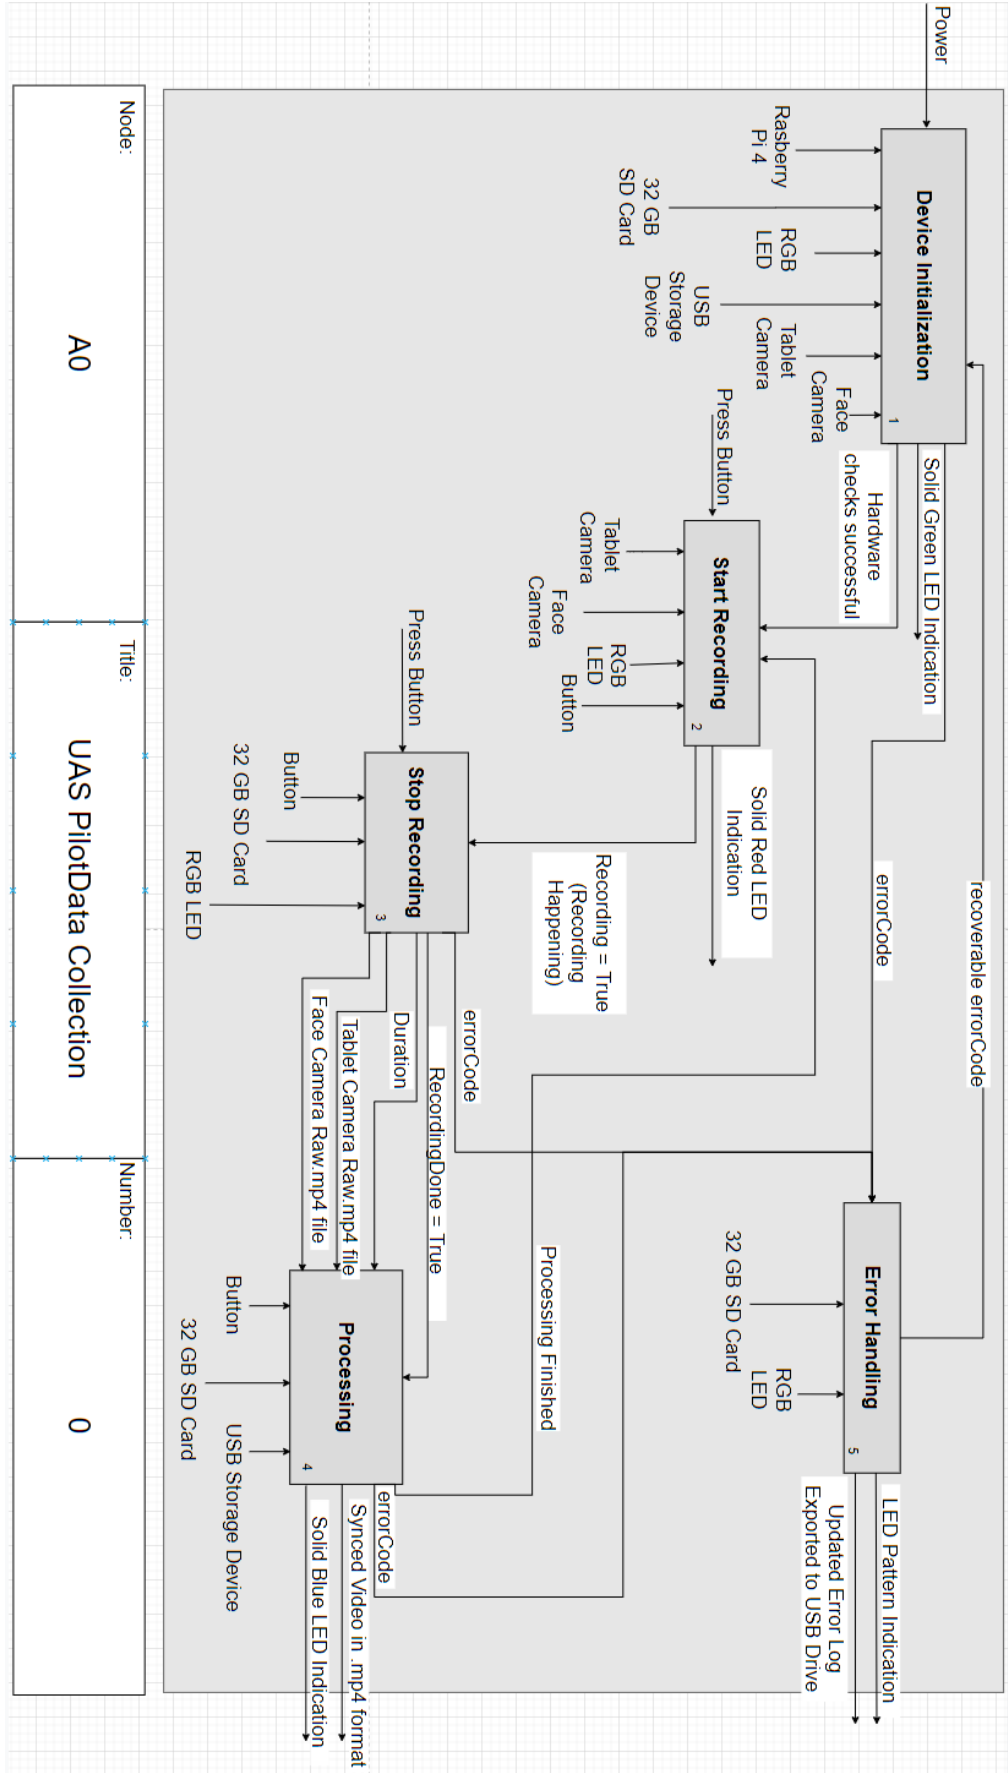 Power
Device Initialization
1
Rasberry
Pi 4
32 GB
SD Card
RGB
LED
USB
Storage
Device
Tablet
Camera
Face
Camera
Solid Green LED Indication
Hardware
checks successful
errorCode
recoverable errorCode
Press Button
Start Recording
2
Tablet
Camera
Face
Camera
RGB
LED
Button
Solid Red LED
Indication
Recording = True
(Recording
Happening)
Press Button
Stop Recording
3
Button
32 GB SD Card
RGB LED
errorCode
RecordingDone = True
Duration
Tablet Camera Raw.mp4 file
Face Camera Raw.mp4 file
Processing Finished
Processing
4
Button
32 GB SD Card
USB Storage Device
errorCode
Synced Video in .mp4 format
Solid Blue LED Indication
Error Handling
5
32 GB SD Card
RGB
LED
LED Pattern Indication
Updated Error Log
Exported to USB Drive
Node:
A0
Title:
UAS PilotData Collection
Number:
0